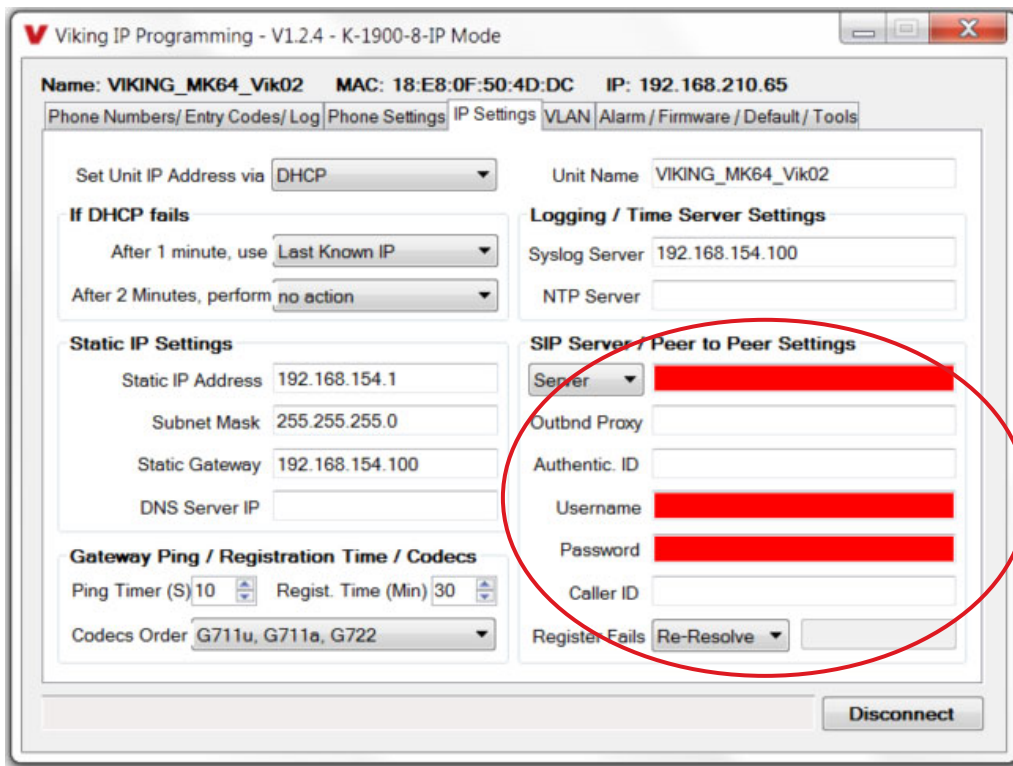 Viking IP Programming - V1.2.4 - K-1900-8-IP Mode
Name: VIKING_MK64_Vik02 MAC: 18:E8:0F:50:4D:DC IP: 192.168.210.65
Phone Numbers/ Entry Codes/ Log Phone Settings IP Settings VLAN Alarm / Firmware / Default / Tools
Set Unit IP Address via DHCP
If DHCP fails
After 1 minute, use Last Known IP
After 2 Minutes, perform no action
Static IP Settings
Static IP Address 192.168.154.1
Subnet Mask 255.255.255.0
Static Gateway 192.168.154.100
DNS Server IP
Gateway Ping / Registration Time / Codecs
Ping Timer (S) 10 Regist. Time (Min) 30
Codecs Order G711u, G711a, G722
Unit Name VIKING_MK64_Vik02
Logging / Time Server Settings
Syslog Server 192.168.154.100
NTP Server
SIP Server / Peer to Peer Settings
Server
Outbnd Proxy
Authentic. ID
Username
Password
Caller ID
Register Fails Re-Resolve
Disconnect